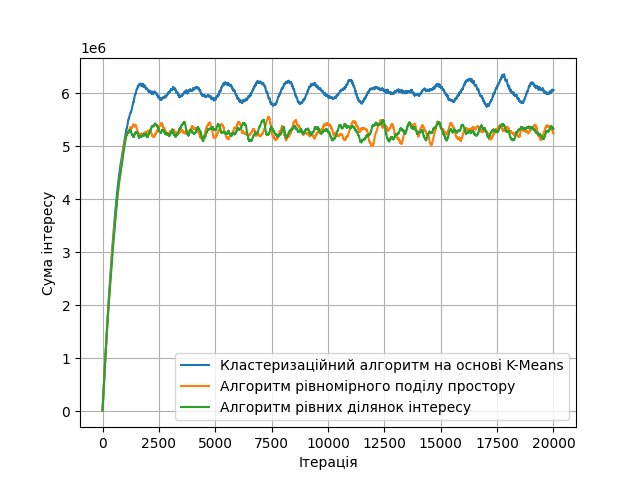 1e6
6
5
4
3
2
1
0
Сума інтересу
Кластеризаційний алгоритм на основі K-Means
Алгоритм рівномірного поділу простору
Алгоритм рівних ділянок інтересу
0 2500 5000 7500 10000 12500 15000 17500 20000
Ітерація